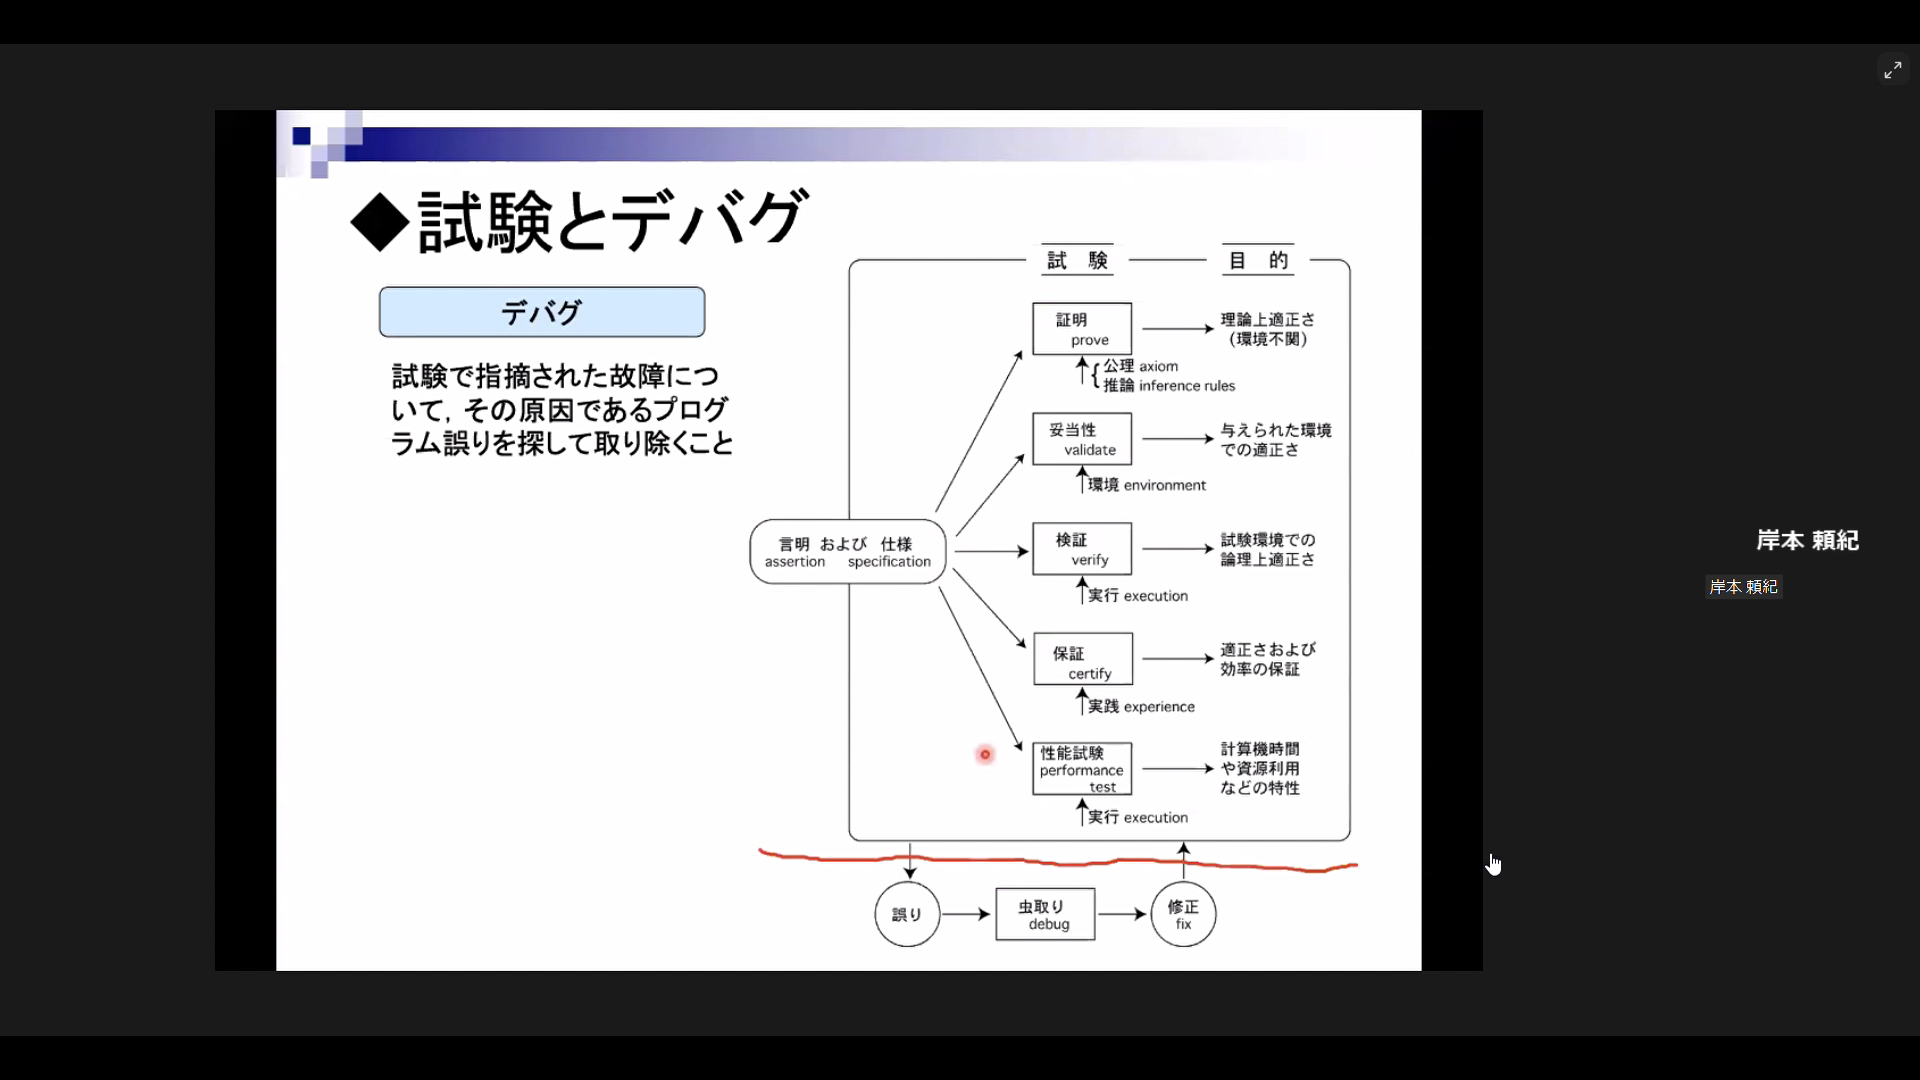 ◆試験とデバグ
デバグ
試験で指摘された故障につ
いて，その原因であるプログ
ラム誤りを探して取り除くこと
試 験
目 的
証明
prove
理論上適正さ
（環境不関）
公理 axiom
推論 inference rules
妥当性
validate
与えられた環境
での適正さ
環境 environment
言明 および 仕様
assertion specification
検証
verify
試験環境での
論理上適正さ
実行 execution
保証
certify
適正さおよび
効率の保証
実践 experience
性能試験
performance
test
計算機時間
や資源利用
などの特性
実行 execution
誤り
虫取り
debug
修正
fix
岸本 頼紀
岸本 頼紀